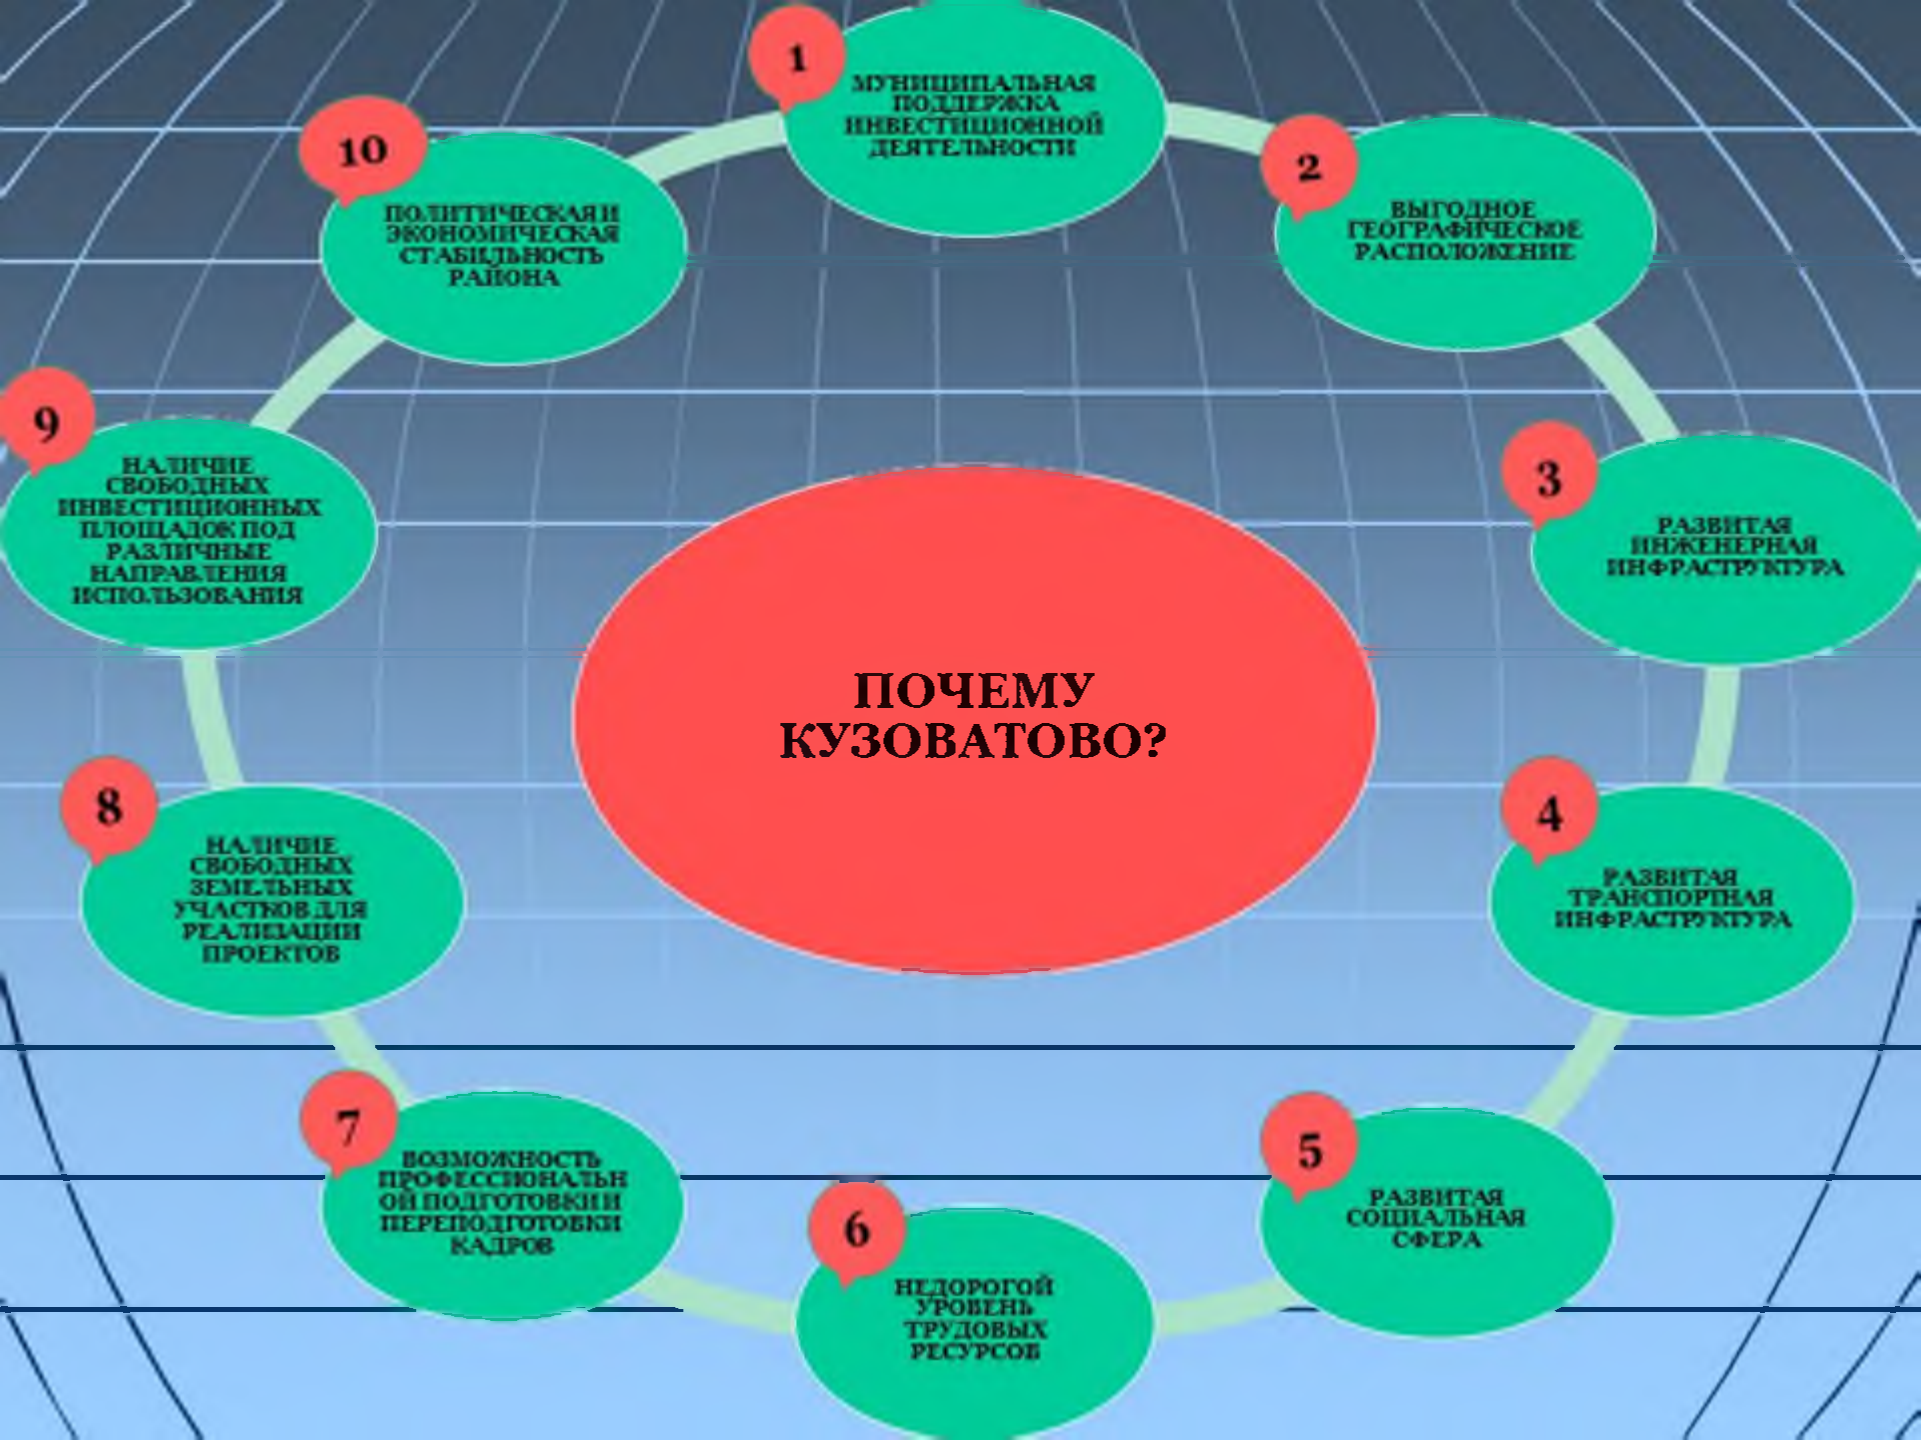 1
МУНИЦИПАЛЬНАЯ
ПОДДЕРЖКА
ИНВЕСТИЦИОННОЙ
ДЕЯТЕЛЬНОСТИ
2
ВЫГОДНОЕ
ГЕОГРАФИЧЕСКОЕ
РАСПОЛОЖЕНИЕ
3
РАЗВИТАЯ
ИНЖЕНЕРНАЯ
ИНФРАСТРУКТУРА
4
РАЗВИТАЯ
ТРАНСПОРТНАЯ
ИНФРАСТРУКТУРА
5
РАЗВИТАЯ
СОЦИАЛЬНАЯ
СФЕРА
6
НЕДОРОГОЙ
УРОВЕНЬ
ТРУДОВЫХ
РЕСУРСОВ
7
ВОЗМОЖНОСТЬ
ПРОФЕССИОНАЛЬН
ОЙ ПОДГОТОВКИ И
ПЕРЕПОДГОТОВКИ
КАДРОВ
8
НАЛИЧИЕ
СВОБОДНЫХ
ЗЕМЕЛЬНЫХ
УЧАСТКОВ ДЛЯ
РЕАЛИЗАЦИИ
ПРОЕКТОВ
9
НАЛИЧИЕ
СВОБОДНЫХ
ИНВЕСТИЦИОННЫХ
ПЛОЩАДОК ПОД
РАЗЛИЧНЫЕ
НАПРАВЛЕНИЯ
ИСПОЛЬЗОВАНИЯ
10
ПОЛИТИЧЕСКАЯ И
ЭКОНОМИЧЕСКАЯ
СТАБИЛЬНОСТЬ
РАЙОНА
ПОЧЕМУ
КУЗОВАТОВО?